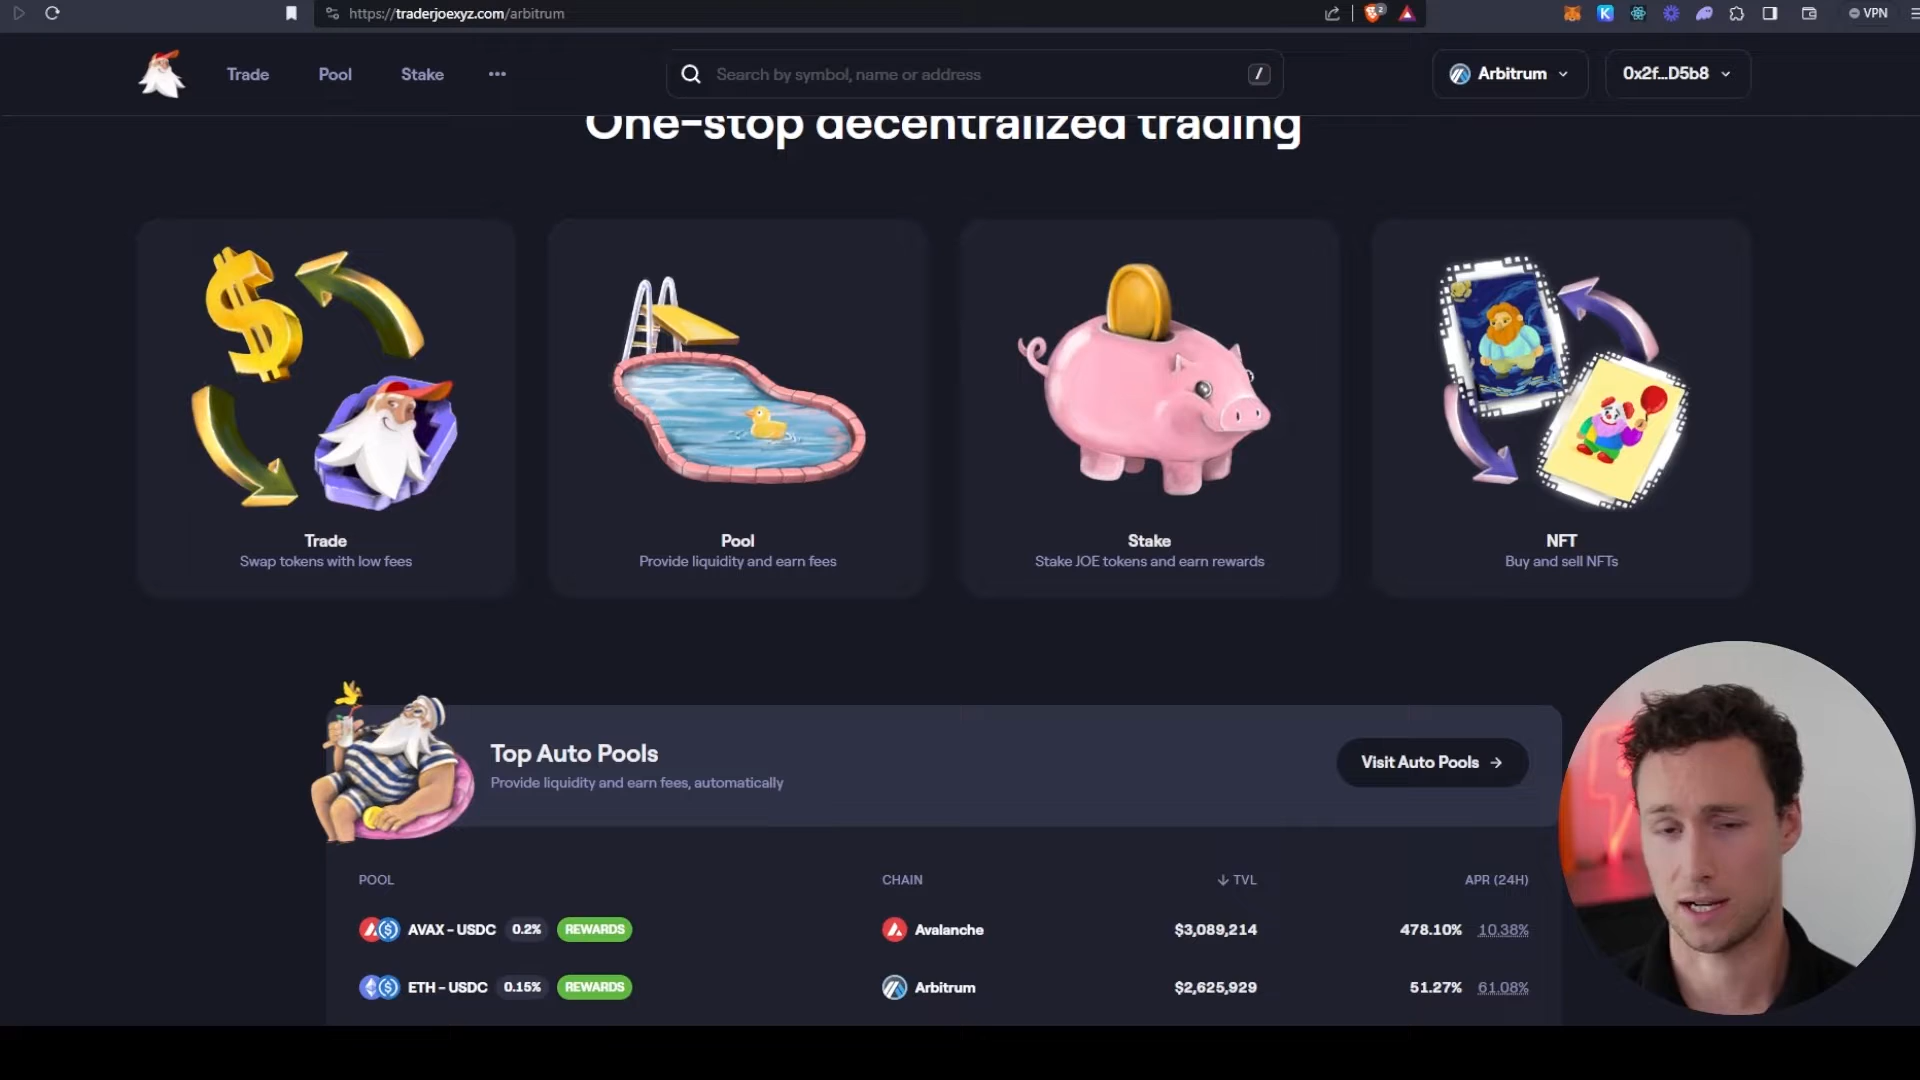 https://traderjoexyz.com/arbitrum
2
VPN
Trade
Pool
Stake
Search by symbol, name or address
/
Arbitrum
0x2f...D5b8
One-stop decentralized trading
Trade
Swap tokens with low fees
Pool
Provide liquidity and earn fees
Stake
Stake JOE tokens and earn rewards
NFT
Buy and sell NFTs
Top Auto Pools
Provide liquidity and earn fees, automatically
Visit Auto Pools →
POOL CHAIN ↓ TVL APR (24H)
AVAX - USDC 0.2% REWARDS Avalanche $3,089,214 478.10% 10.38%
ETH - USDC 0.15% REWARDS Arbitrum $2,625,929 51.27% 61.08%